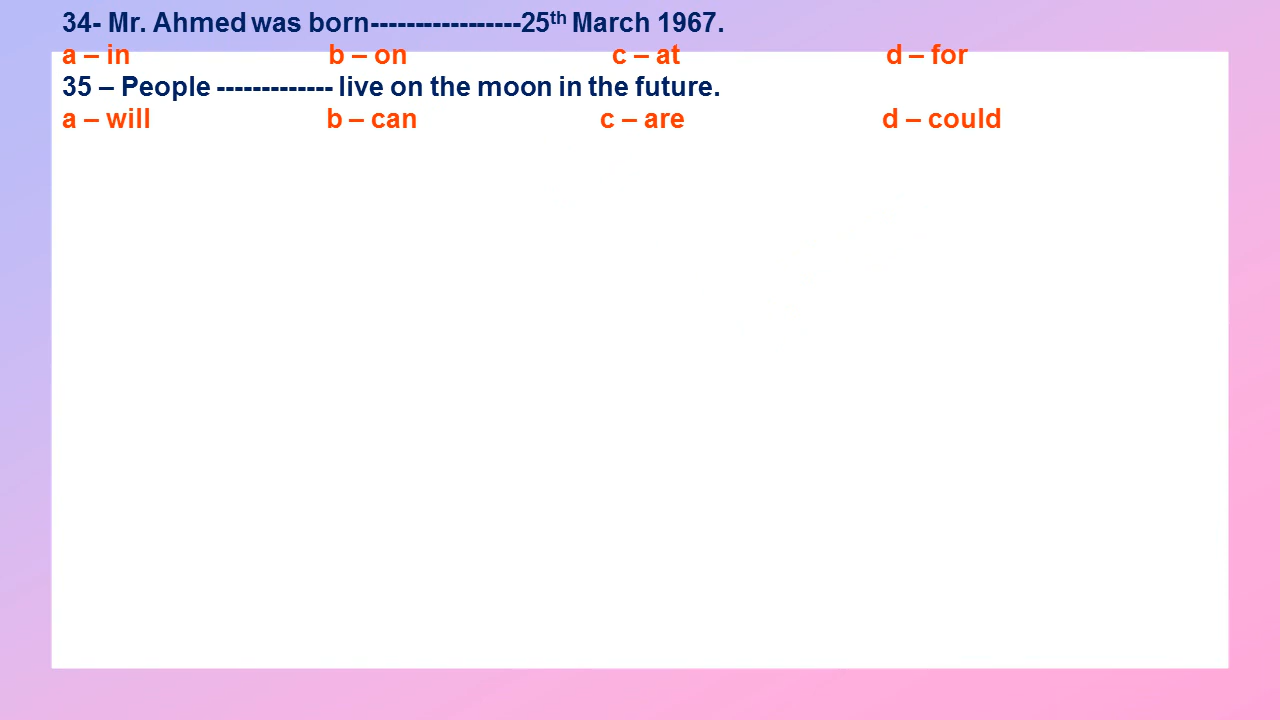 34- Mr. Ahmed was born-----------------25th March 1967.
a – in b – on c – at d – for
35 – People ------------- live on the moon in the future.
a – will b – can c – are d – could